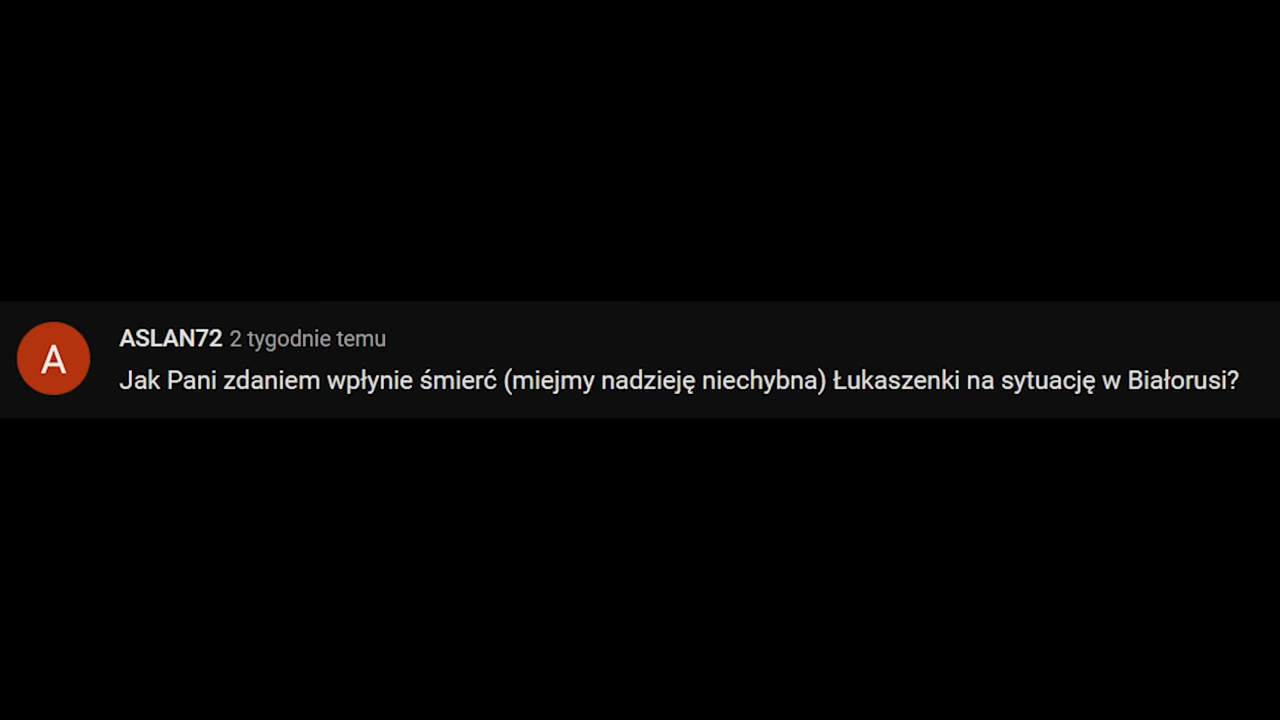 A
ASLAN72 2 tygodnie temu
Jak Pani zdaniem wpłynie śmierć (miejmy nadzieję niechybna) Łukaszenki na sytuację w Białorusi?